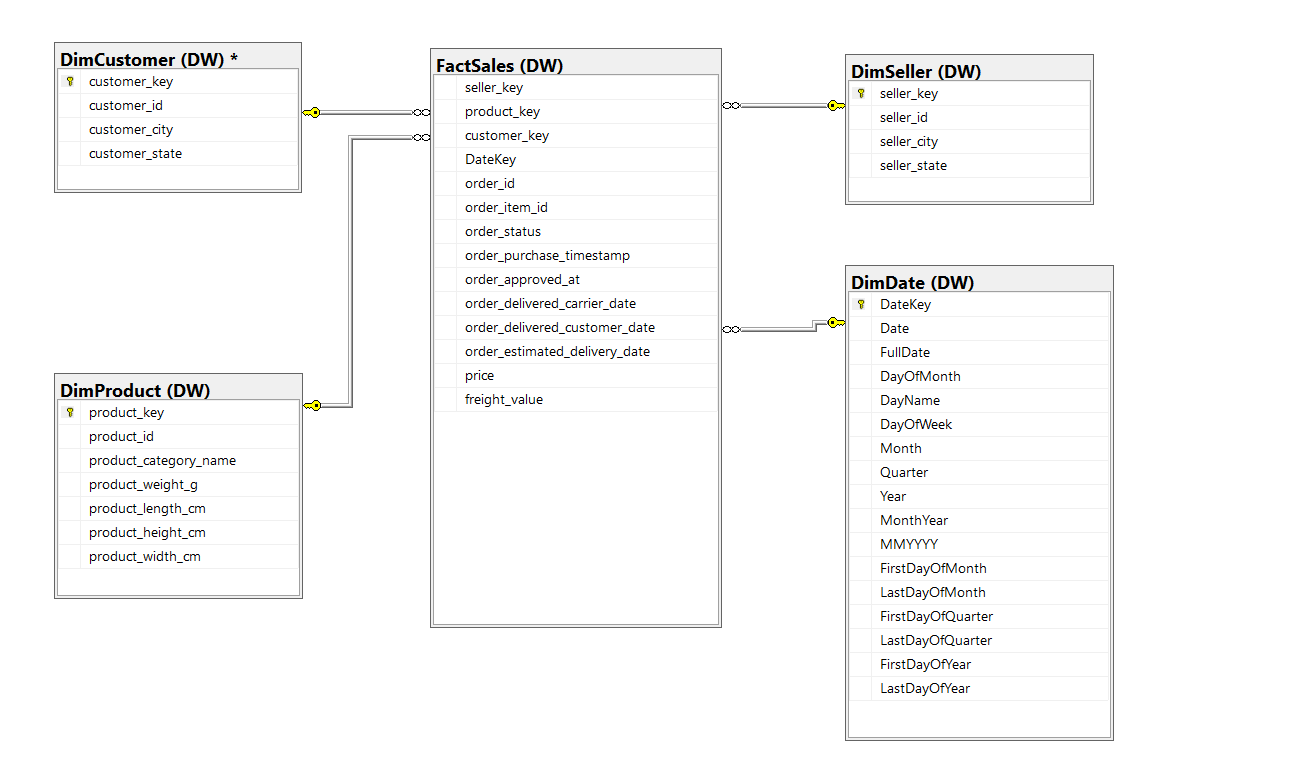 DimCustomer (DW) *
customer_key
customer_id
customer_city
customer_state
FactSales (DW)
seller_key
product_key
customer_key
DateKey
order_id
order_item_id
order_status
order_purchase_timestamp
order_approved_at
order_delivered_carrier_date
order_delivered_customer_date
order_estimated_delivery_date
price
freight_value
DimSeller (DW)
seller_key
seller_id
seller_city
seller_state
DimProduct (DW)
product_key
product_id
product_category_name
product_weight_g
product_length_cm
product_height_cm
product_width_cm
DimDate (DW)
DateKey
Date
FullDate
DayOfMonth
DayName
DayOfWeek
Month
Quarter
Year
MonthYear
MMYYYY
FirstDayOfMonth
LastDayOfMonth
FirstDayOfQuarter
LastDayOfQuarter
FirstDayOfYear
LastDayOfYear